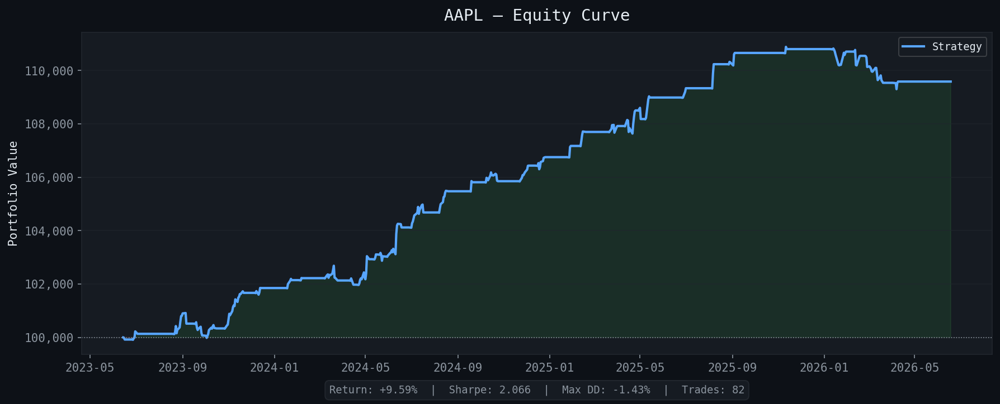 AAPL — Equity Curve
Strategy
Portfolio Value
110,000
108,000
106,000
104,000
102,000
100,000
2023-05 2023-09 2024-01 2024-05 2024-09 2025-01 2025-05 2025-09 2026-01 2026-05
Return: +9.59% | Sharpe: 2.066 | Max DD: -1.43% | Trades: 82